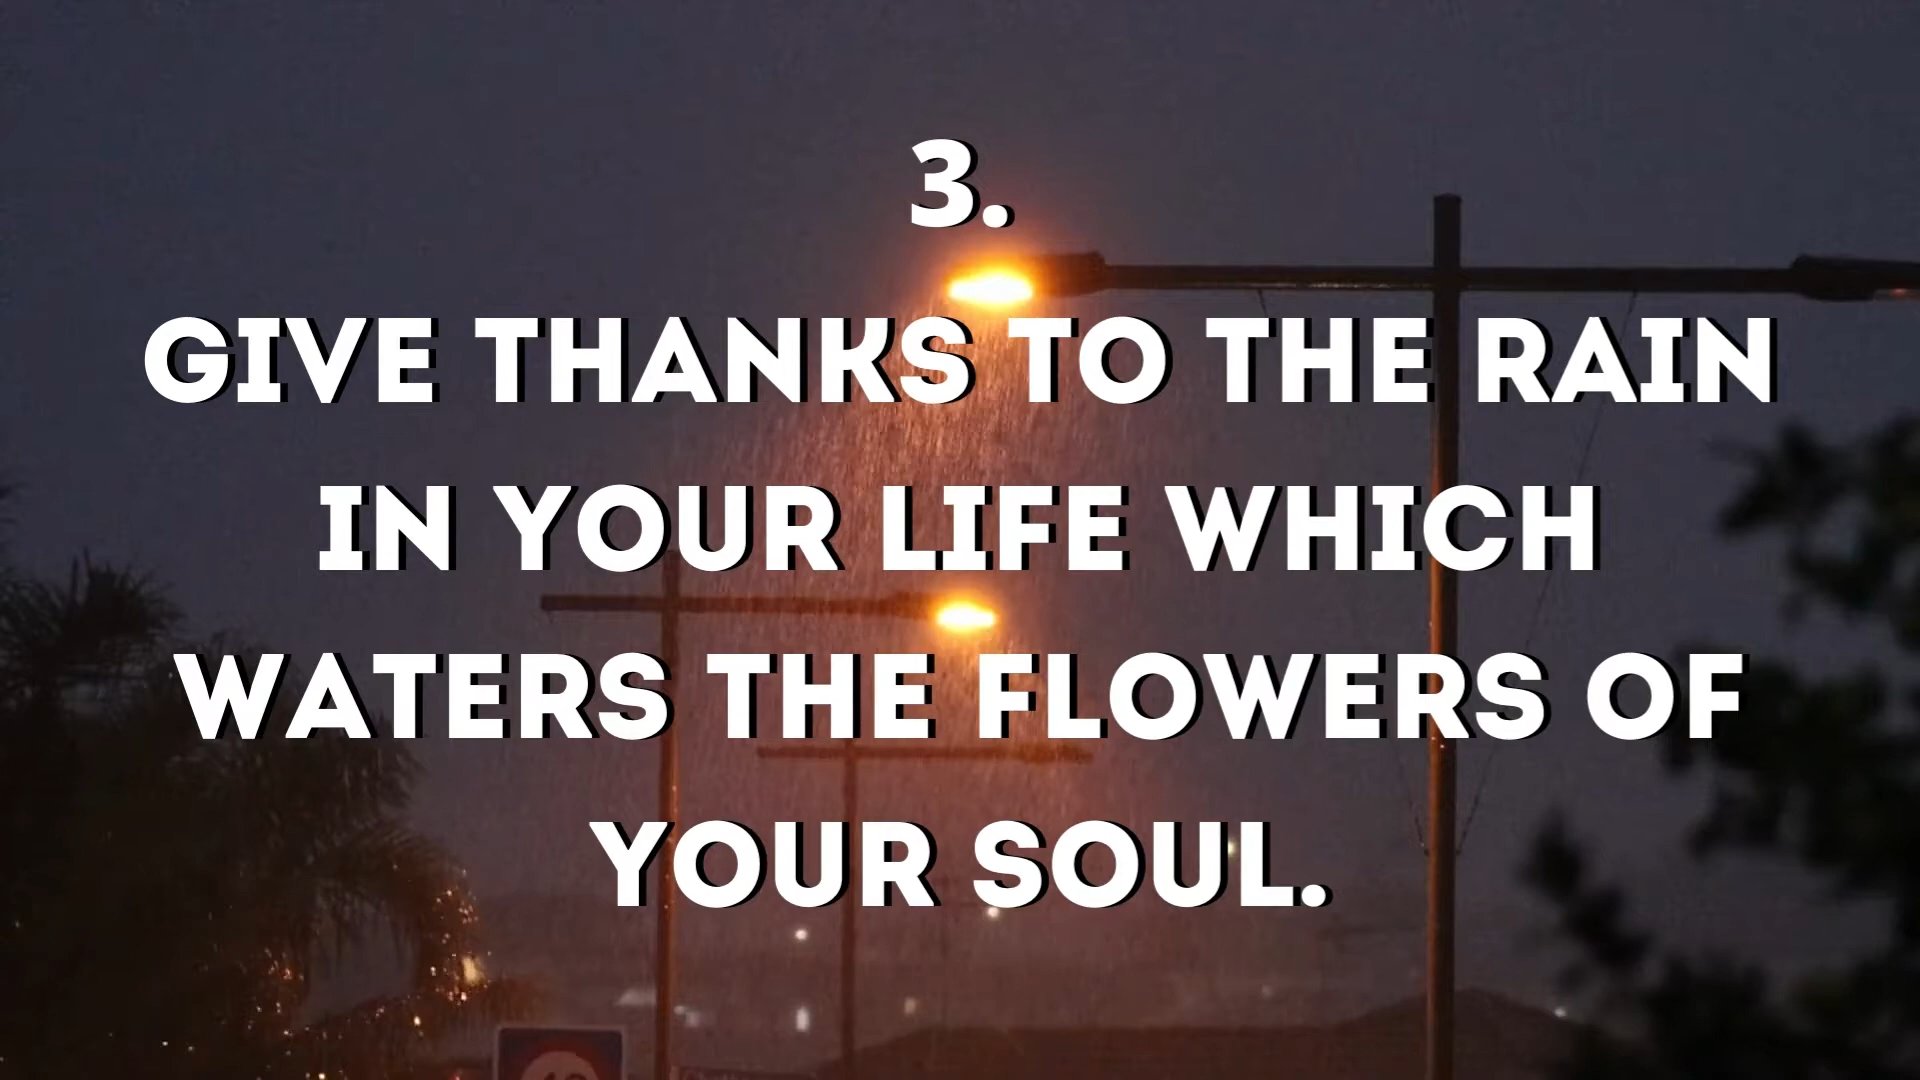 3.
GIVE THANKS TO THE RAIN
IN YOUR LIFE WHICH
WATERS THE FLOWERS OF
YOUR SOUL.